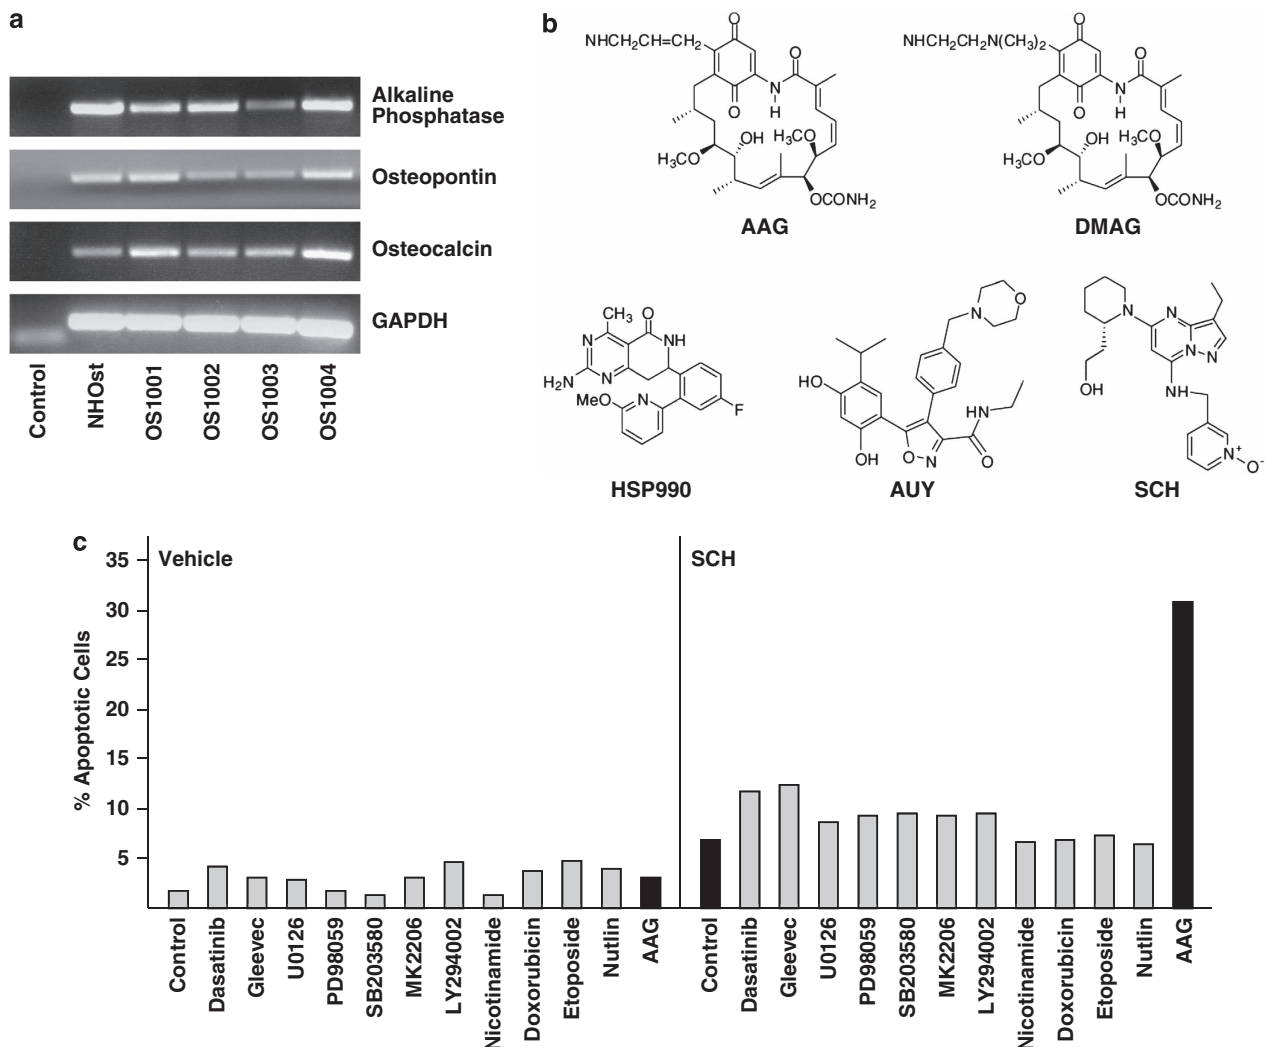 a
Alkaline
Phosphatase
Osteopontin
Osteocalcin
GAPDH
Control
NHOst
OS1001
OS1002
OS1003
OS1004
b
NHCH2CH=CH2
O
O
O
N
H
OH
H3CO
H3CO
OCONH2
AAG
NHCH2CH2N(CH3)2
O
O
O
N
H
OH
H3CO
H3CO
OCONH2
DMAG
CH3
O
N
NH
H2N
N
MeO
N
F
HSP990
N
O
HO
HN
OH
O
N
O
AUY
N
N
N
N
OH
NH
N+
O-
SCH
c
Vehicle
SCH
% Apoptotic Cells
35
30
25
20
15
10
5
Control
Dasatinib
Gleevec
U0126
PD98059
SB203580
MK2206
LY294002
Nicotinamide
Doxorubicin
Etoposide
Nutlin
AAG
Control
Dasatinib
Gleevec
U0126
PD98059
SB203580
MK2206
LY294002
Nicotinamide
Doxorubicin
Etoposide
Nutlin
AAG